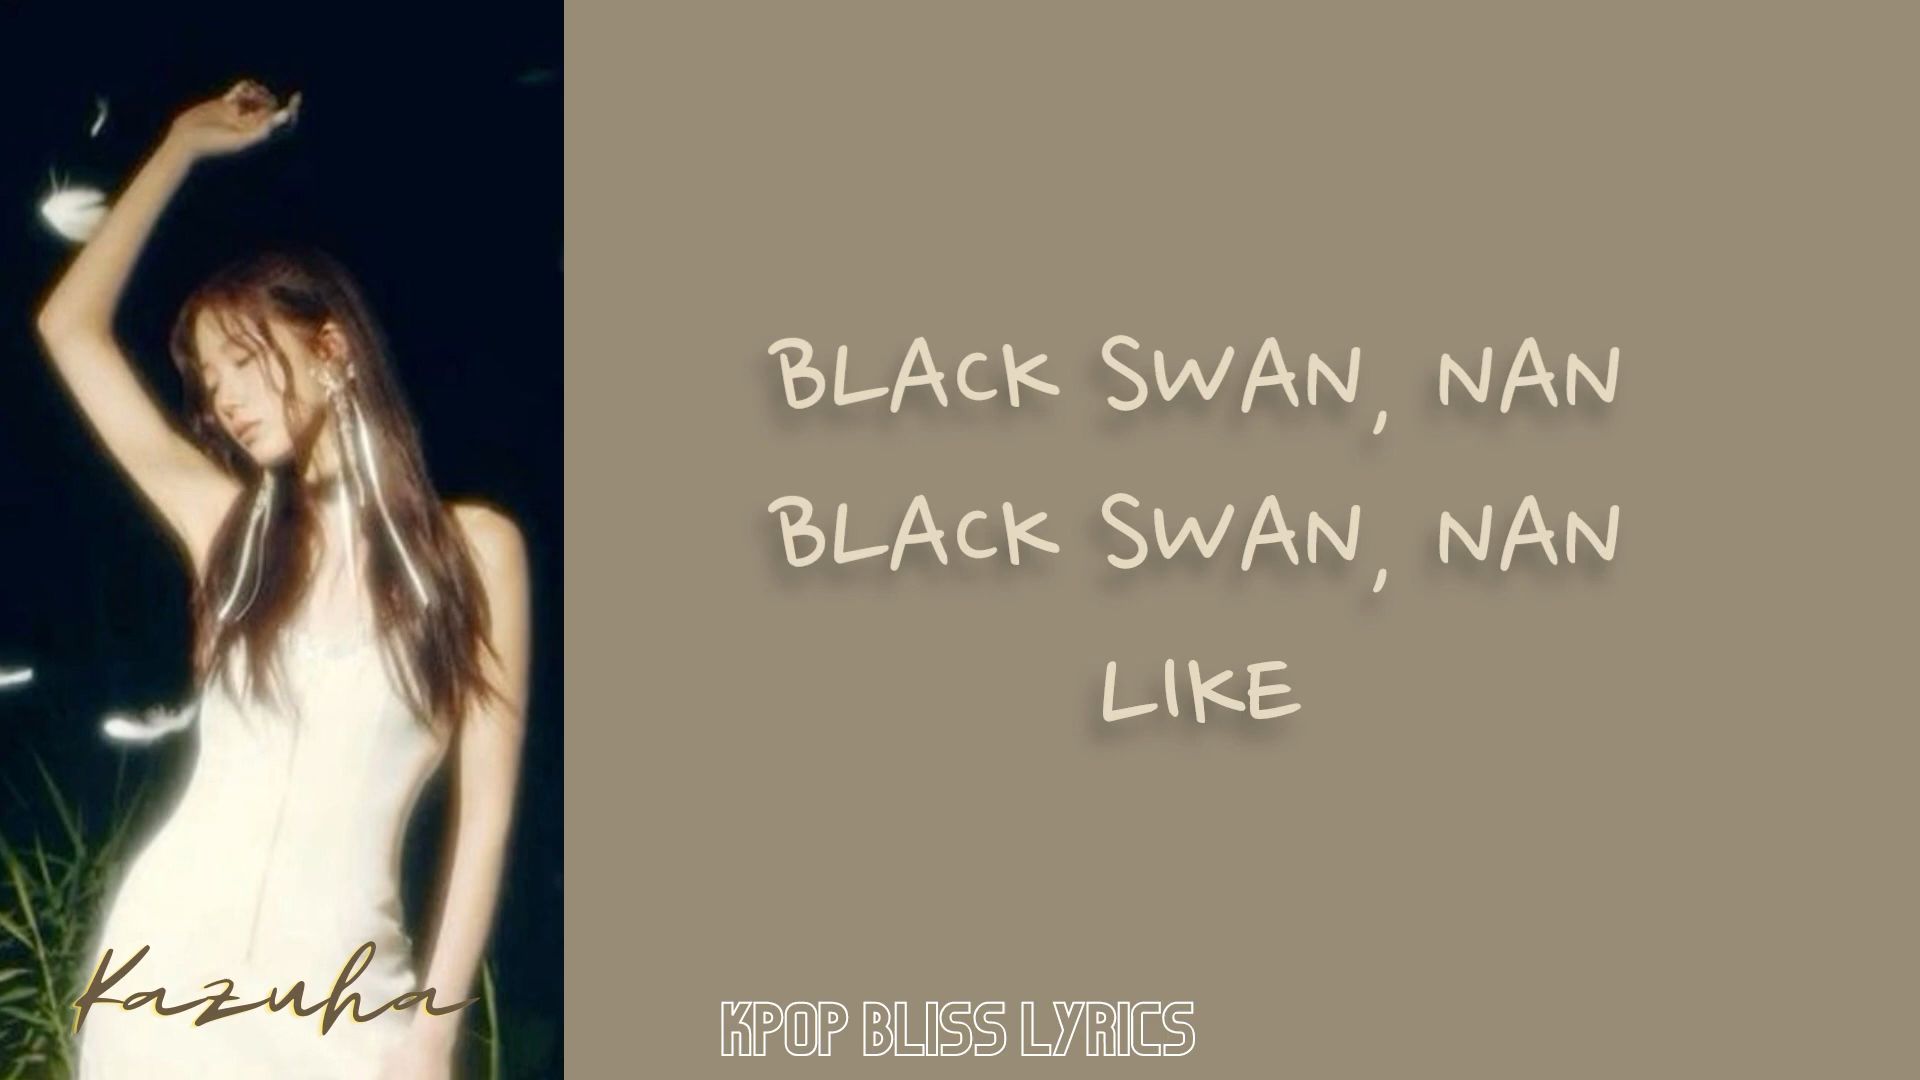 BLACK SWAN, NAN
BLACK SWAN, NAN
LIKE
Kazuha
KPOP BLISS LYRICS